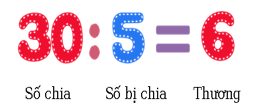 30 : 5 = 6
Số chia Số bị chia Thương